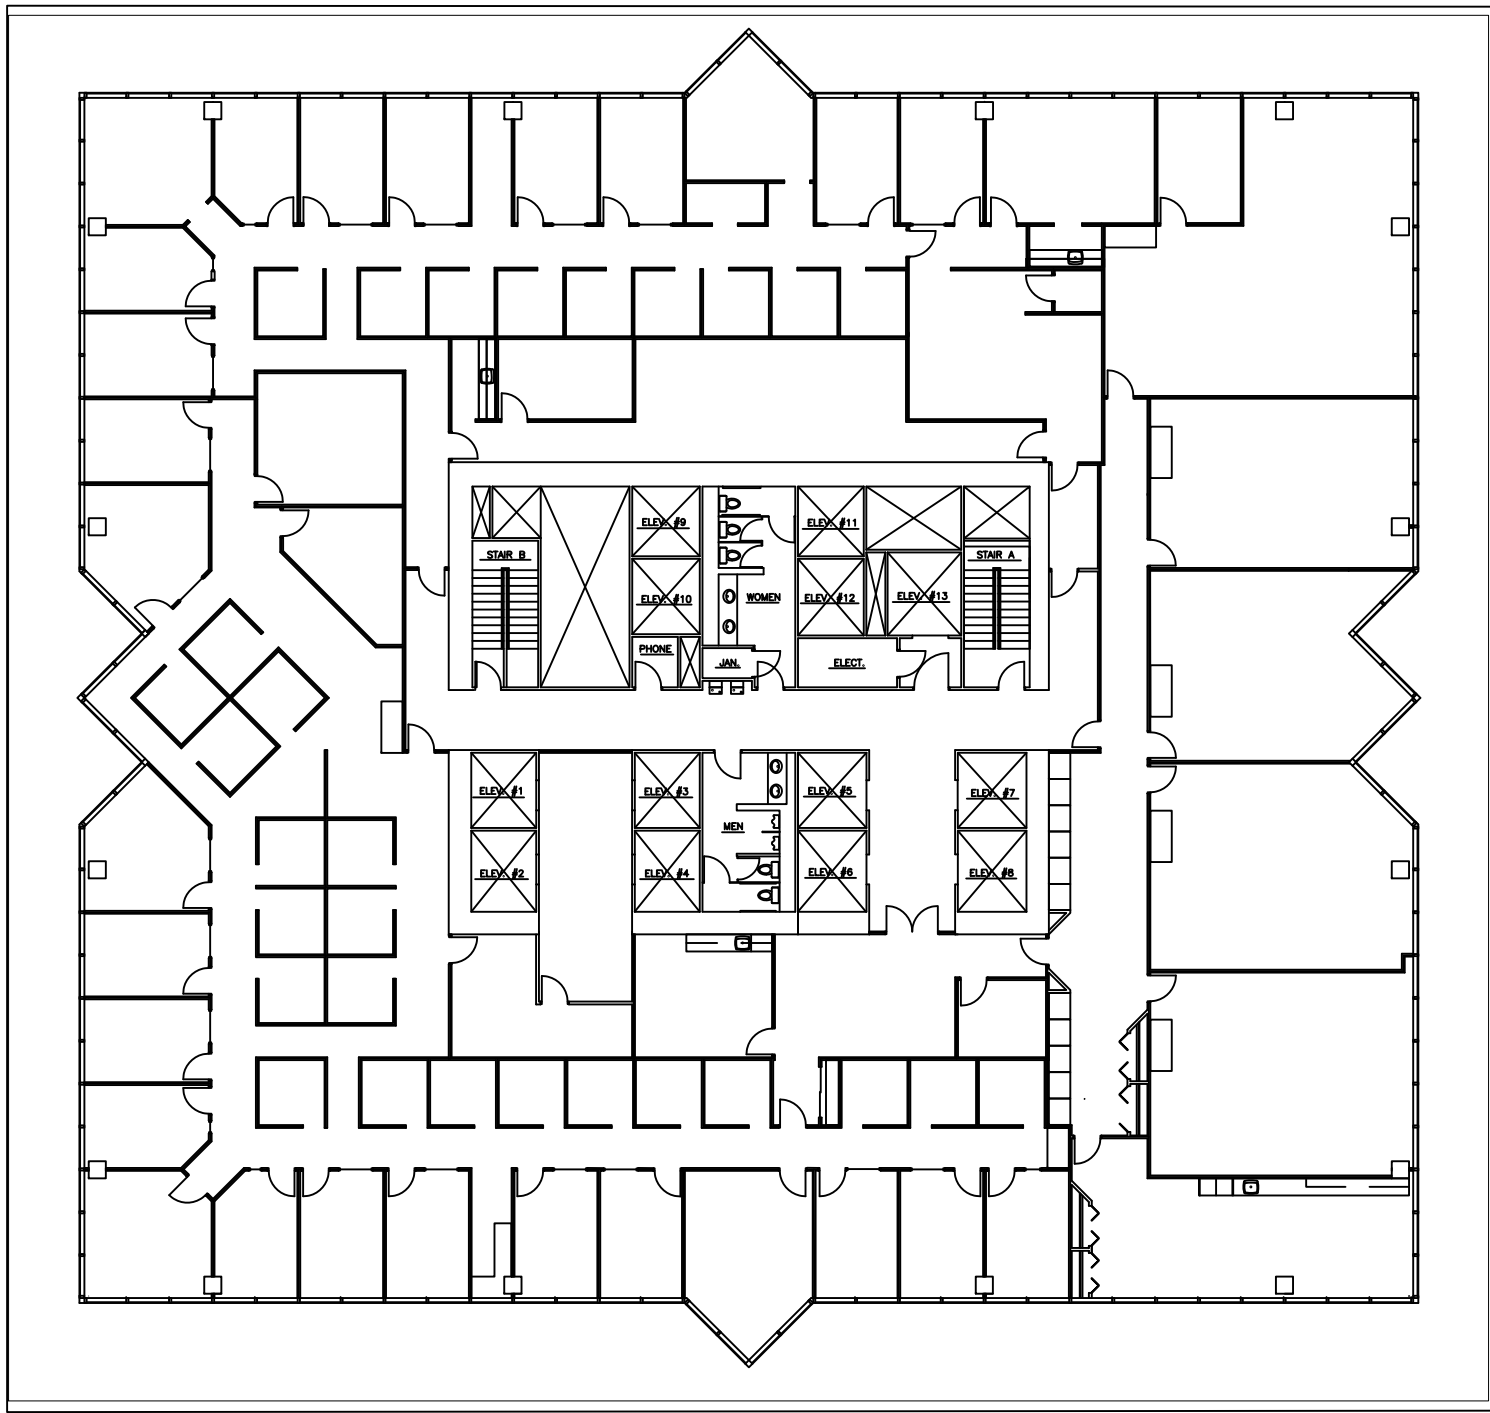 ELEV. #9
ELEV. #11
STAIR B
STAIR A
ELEV. #10
WOMEN
ELEV. #12
ELEV. #13
PHONE
JAN.
ELECT.
ELEV. #1
ELEV. #3
ELEV. #5
ELEV. #7
MEN
ELEV. #2
ELEV. #4
ELEV. #6
ELEV. #8